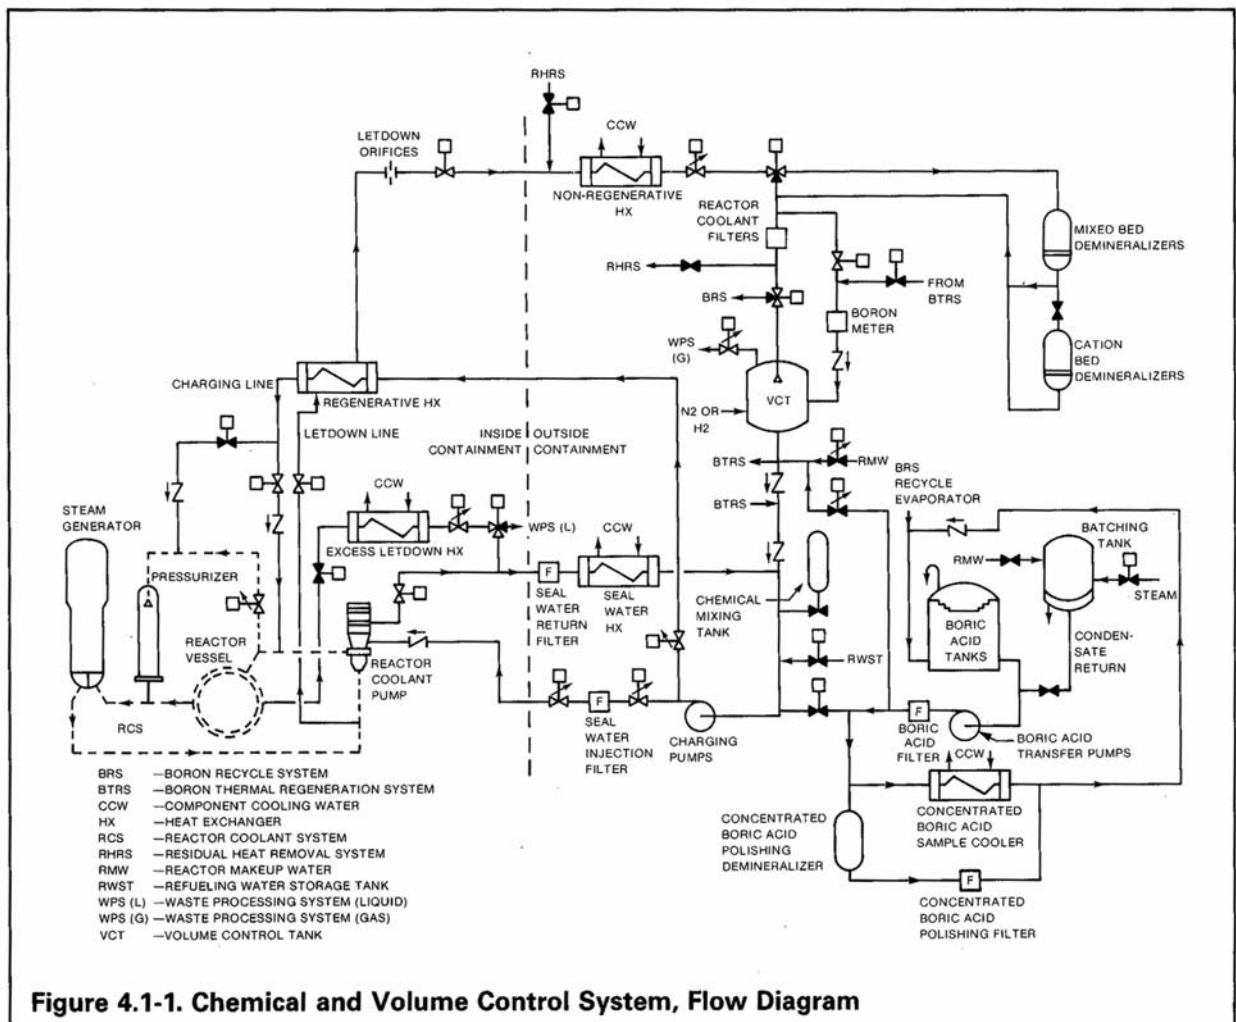 RHRS
LETDOWN
ORIFICES
CCW
NON-REGENERATIVE
HX
REACTOR
COOLANT
FILTERS
MIXED BED
DEMINERALIZERS
RHRS
FROM
BTRS
BRS
BORON
METER
WPS
(G)
CATION
BED
DEMINERALIZERS
CHARGING LINE
REGENERATIVE HX
VCT
N2 OR
H2
LETDOWN LINE
INSIDE
CONTAINMENT
OUTSIDE
CONTAINMENT
BTRS
RMW
BRS
RECYCLE
EVAPORATOR
CCW
BTRS
BATCHING
TANK
STEAM
GENERATOR
WPS (L)
CCW
EXCESS LETDOWN HX
RMW
PRESSURIZER
F
SEAL
WATER
RETURN
FILTER
SEAL
WATER
HX
CHEMICAL
MIXING
TANK
STEAM
BORIC
ACID
TANKS
CONDEN-
SATE
RETURN
REACTOR
VESSEL
REACTOR
COOLANT
PUMP
RWST
RCS
F
SEAL
WATER
INJECTION
FILTER
CHARGING
PUMPS
F
BORIC
ACID
FILTER
BORIC ACID
TRANSFER PUMPS
CCW
CONCENTRATED
BORIC ACID
SAMPLE COOLER
CONCENTRATED
BORIC ACID
POLISHING
DEMINERALIZER
F
CONCENTRATED
BORIC ACID
POLISHING FILTER
BRS —BORON RECYCLE SYSTEM
BTRS —BORON THERMAL REGENERATION SYSTEM
CCW —COMPONENT COOLING WATER
HX —HEAT EXCHANGER
RCS —REACTOR COOLANT SYSTEM
RHRS —RESIDUAL HEAT REMOVAL SYSTEM
RMW —REACTOR MAKEUP WATER
RWST —REFUELING WATER STORAGE TANK
WPS (L) —WASTE PROCESSING SYSTEM (LIQUID)
WPS (G) —WASTE PROCESSING SYSTEM (GAS)
VCT —VOLUME CONTROL TANK
Figure 4.1-1. Chemical and Volume Control System, Flow Diagram